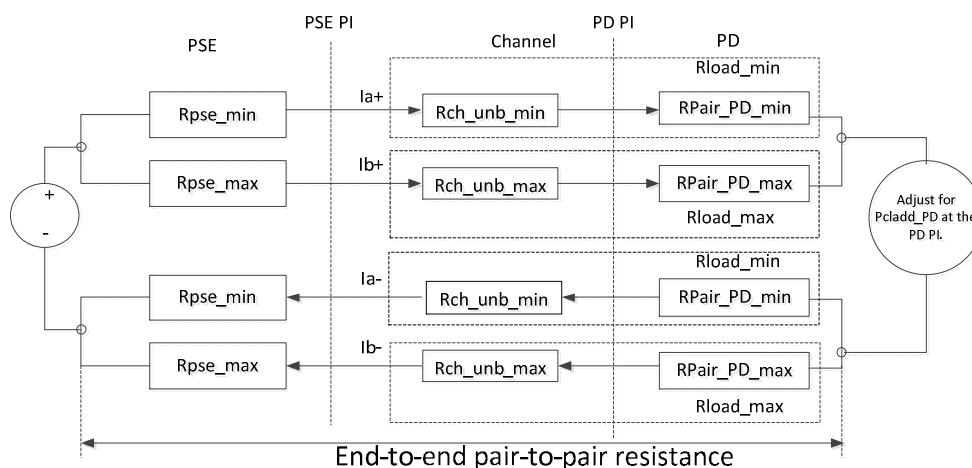 PSE PI
PD PI
PSE
Channel
PD
Rload_min
Ia+
Rpse_min
Rch_unb_min
RPair_PD_min
Ib+
Rpse_max
Rch_unb_max
RPair_PD_max
Rload_max
+
-
Adjust for
Pcladd_PD at the
PD PI.
Rload_min
Ia-
Rpse_min
Rch_unb_min
RPair_PD_min
Ib-
Rpse_max
Rch_unb_max
RPair_PD_max
Rload_max
End-to-end pair-to-pair resistance